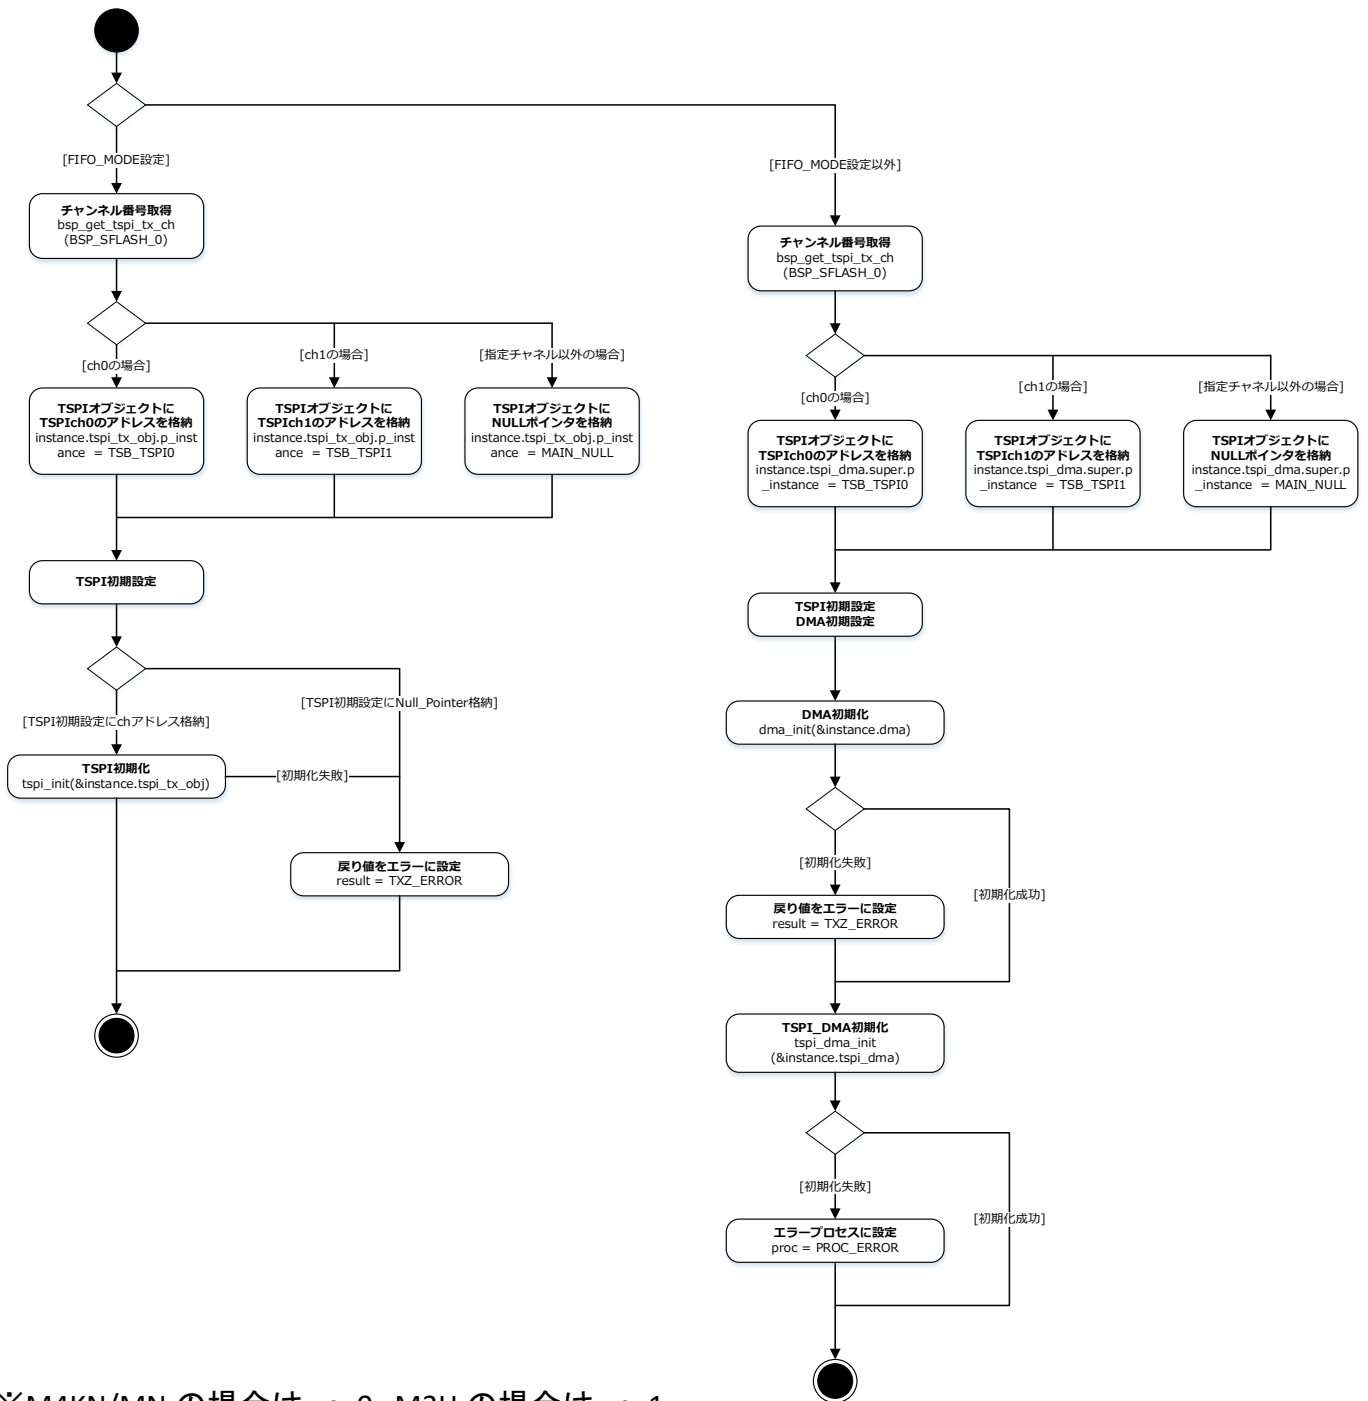 [FIFO_MODE設定]
チャンネル番号取得
bsp_get_tspi_tx_ch
(BSP_SFLASH_0)
[ch0の場合]
[ch1の場合]
[指定チャネル以外の場合]
TSPIオブジェクトに
TSPIch0のアドレスを格納
instance.tspi_tx_obj.p_inst
ance = TSB_TSPI0
TSPIオブジェクトに
TSPIch1のアドレスを格納
instance.tspi_tx_obj.p_inst
ance = TSB_TSPI1
TSPIオブジェクトに
NULLポインタを格納
instance.tspi_tx_obj.p_inst
ance = MAIN_NULL
TSPI初期設定
[TSPI初期設定にchアドレス格納]
[TSPI初期設定にNull_Pointer格納]
TSPI初期化
tspi_init(&instance.tspi_tx_obj)
[初期化失敗]
戻り値をエラーに設定
result = TXZ_ERROR
[FIFO_MODE設定以外]
チャンネル番号取得
bsp_get_tspi_tx_ch
(BSP_SFLASH_0)
[ch0の場合]
[ch1の場合]
[指定チャネル以外の場合]
TSPIオブジェクトに
TSPIch0のアドレスを格納
instance.tspi_dma.super.p
_instance = TSB_TSPI0
TSPIオブジェクトに
TSPIch1のアドレスを格納
instance.tspi_dma.super.p
_instance = TSB_TSPI1
TSPIオブジェクトに
NULLポインタを格納
instance.tspi_dma.super.p
_instance = MAIN_NULL
TSPI初期設定
DMA初期設定
DMA初期化
dma_init(&instance.dma)
[初期化失敗]
[初期化成功]
戻り値をエラーに設定
result = TXZ_ERROR
TSPI_DMA初期化
tspi_dma_init
(&instance.tspi_dma)
[初期化失敗]
[初期化成功]
エラープロセスに設定
proc = PROC_ERROR